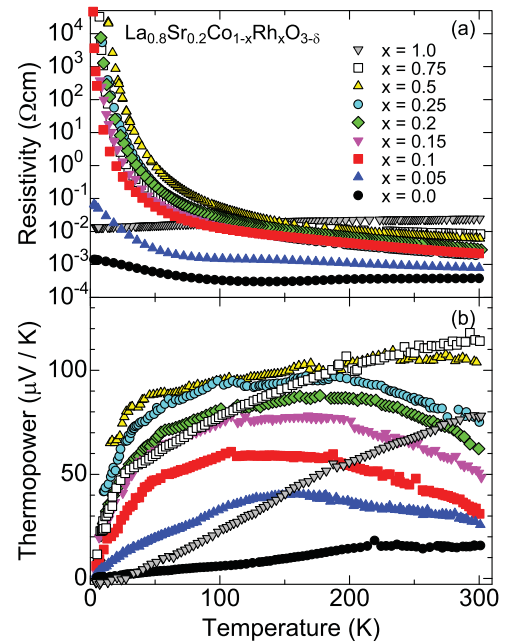 La0.8Sr0.2Co1-xRhxO3-δ
(a)
Resistivity (Ωcm)
10^4
10^3
10^2
10^1
10^0
10^-1
10^-2
10^-3
10^-4
x = 1.0
x = 0.75
x = 0.5
x = 0.25
x = 0.2
x = 0.15
x = 0.1
x = 0.05
x = 0.0
(b)
Thermopower (μV / K)
100
50
0
0 100 200 300
Temperature (K)